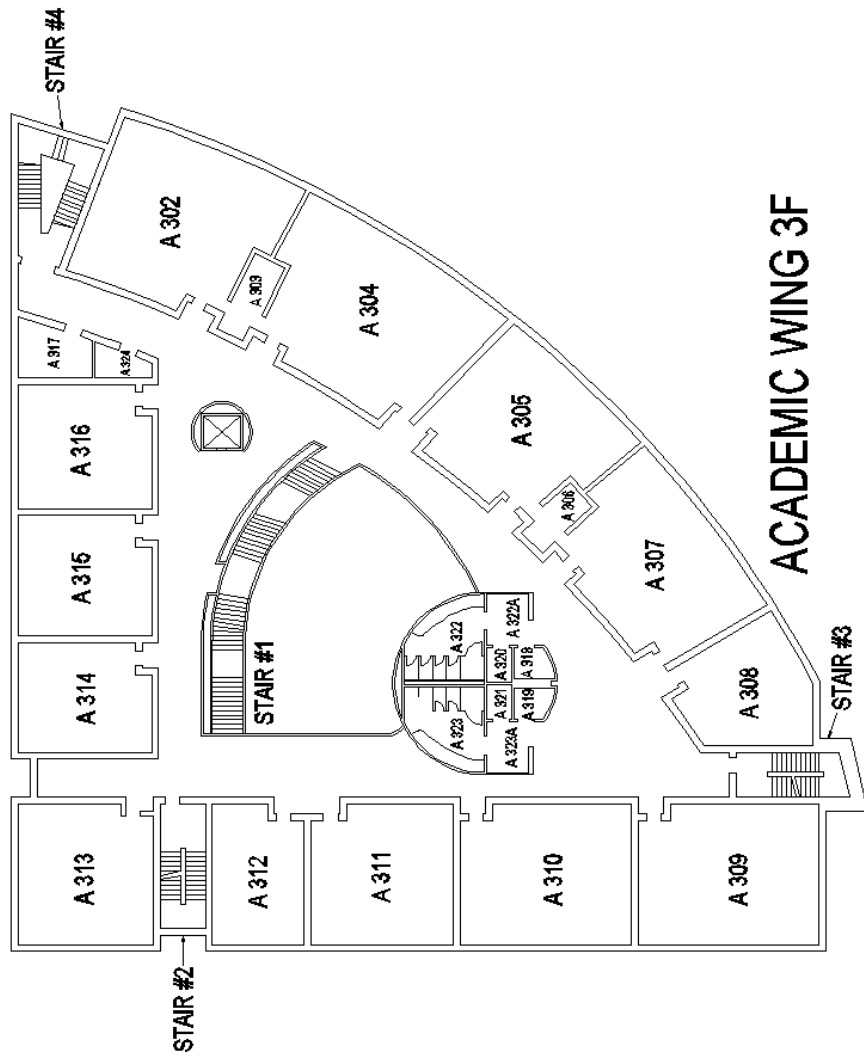 STAIR #4
A 302
A 303
A 304
A 317
A 324
A 316
A 305
A 306
A 315
A 307
ACADEMIC WING 3F
STAIR #1
A 322
A 322A
A 320
A 318
A 314
A 321
A 319
A 323
A 323A
A 308
STAIR #3
A 313
A 312
A 311
A 310
A 309
STAIR #2